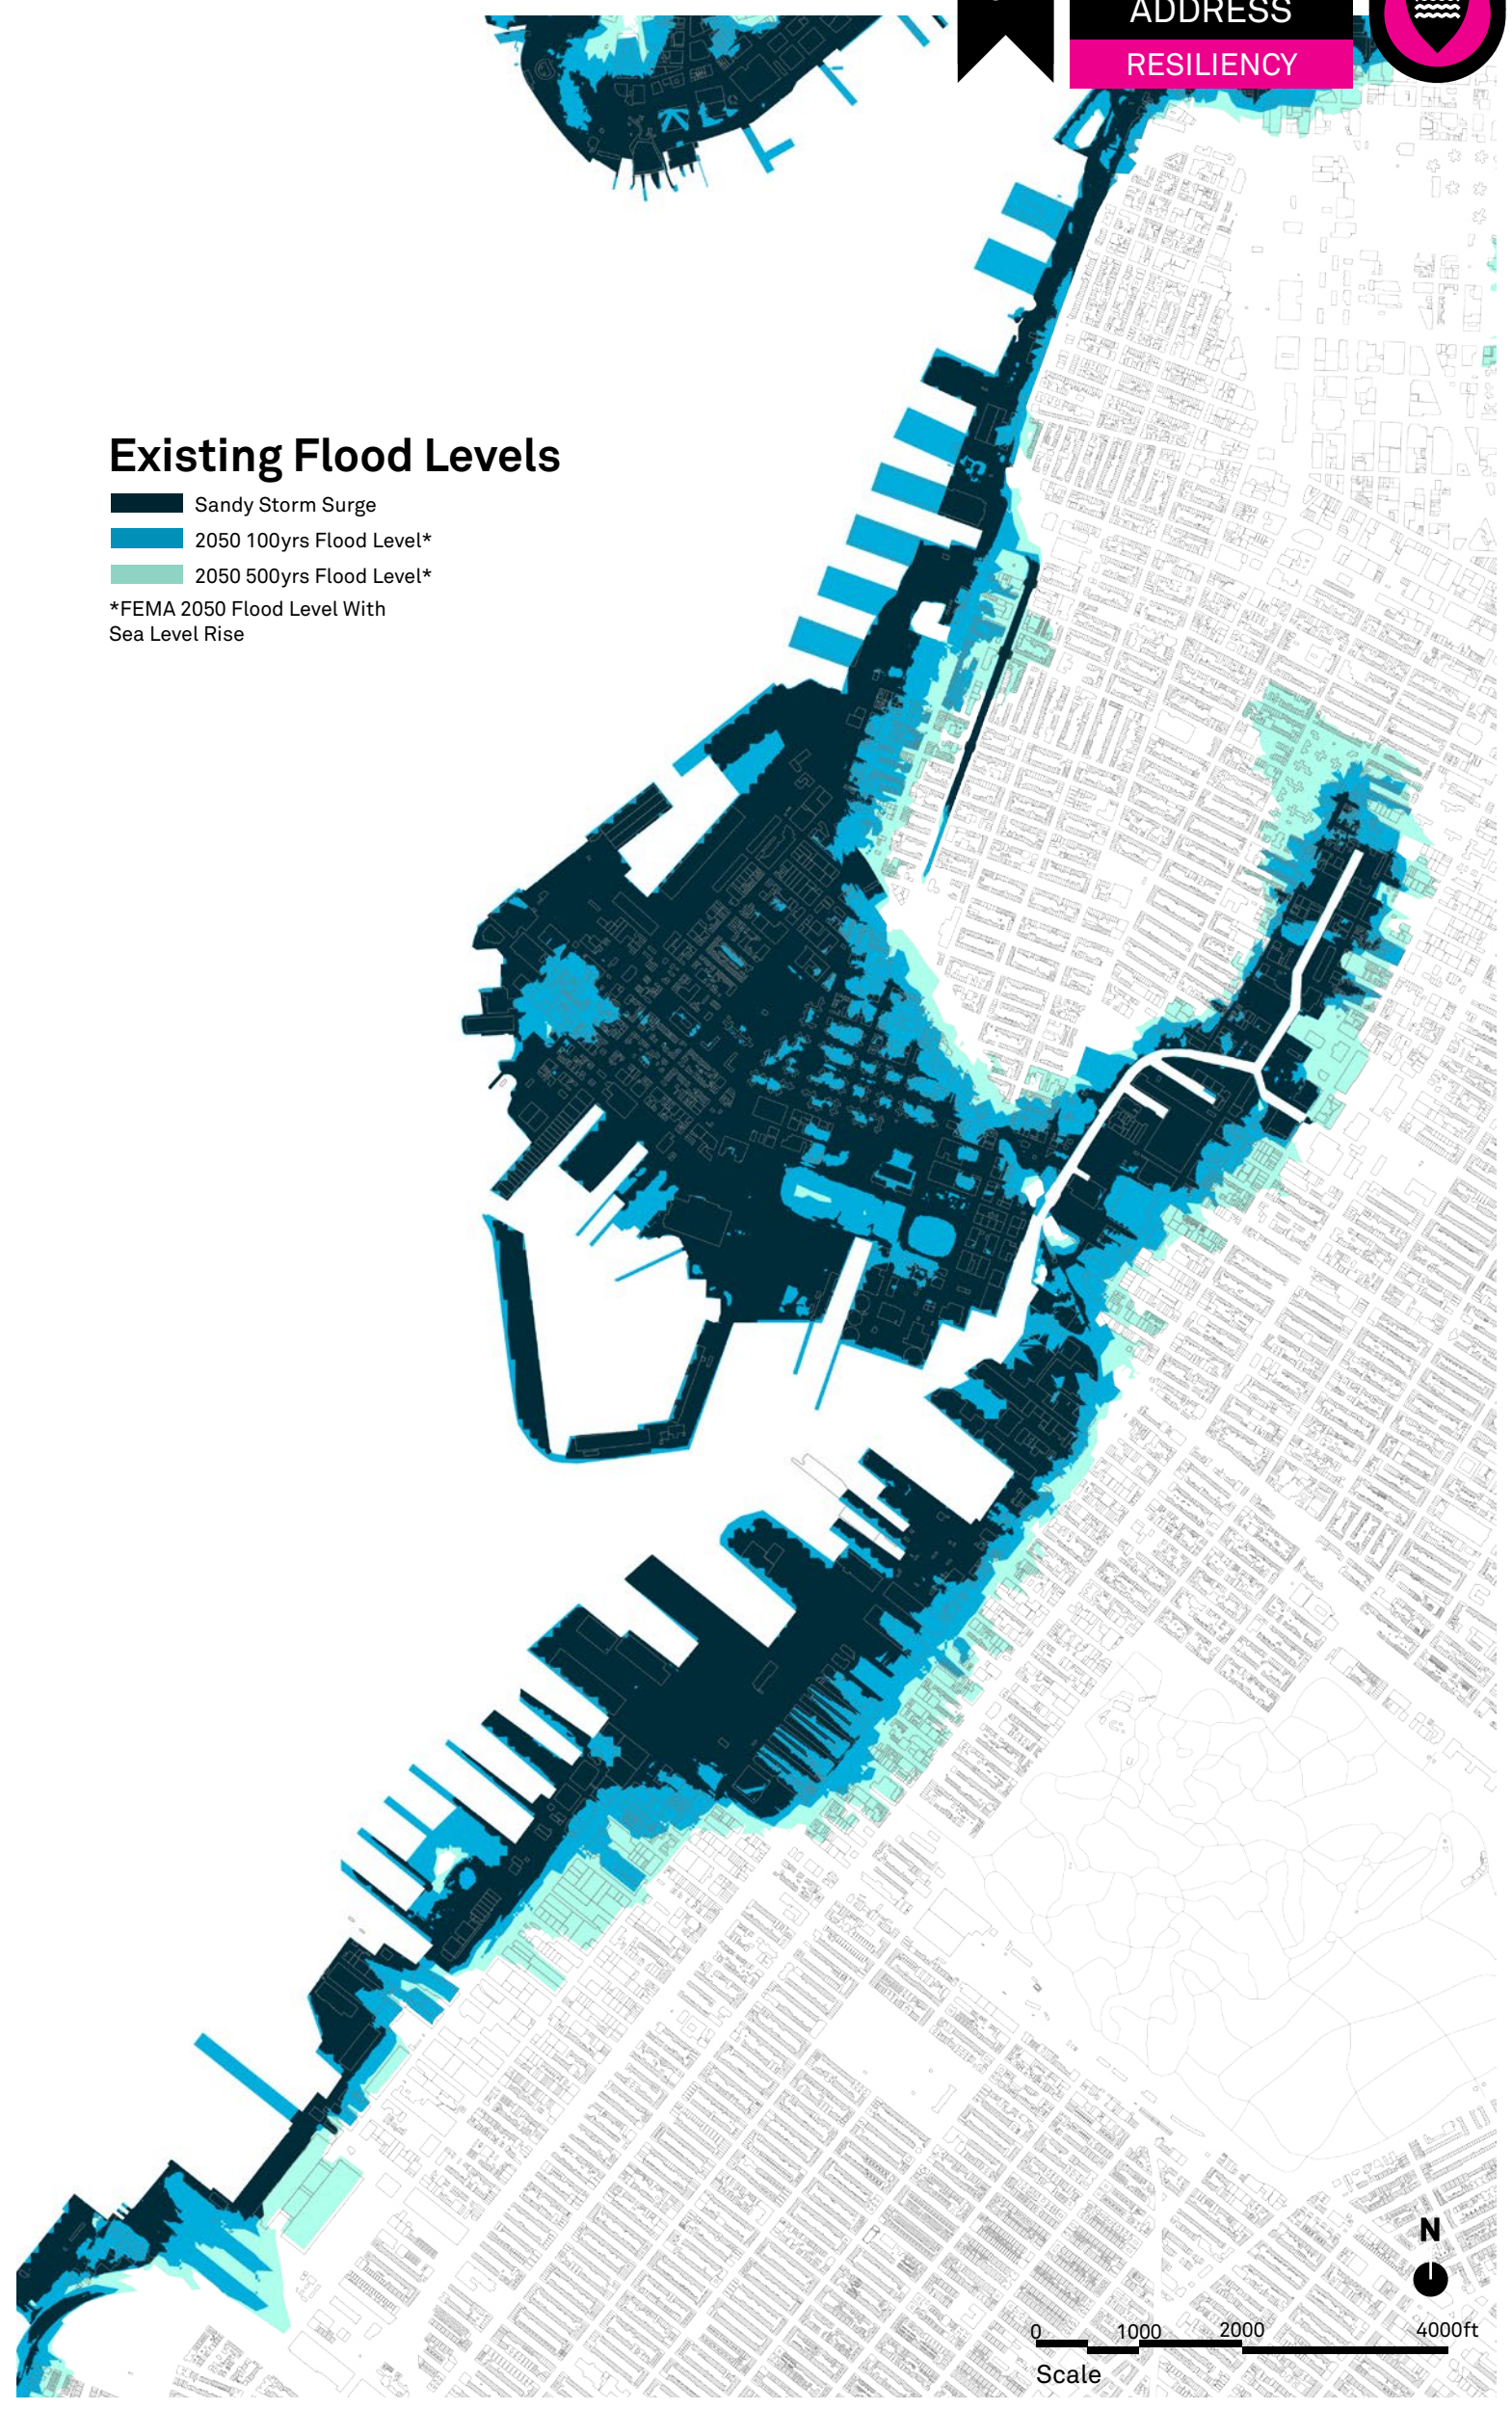 ADDRESS
RESILIENCY
Existing Flood Levels
Sandy Storm Surge
2050 100yrs Flood Level*
2050 500yrs Flood Level*
*FEMA 2050 Flood Level With
Sea Level Rise
N
0 1000 2000 4000ft
Scale